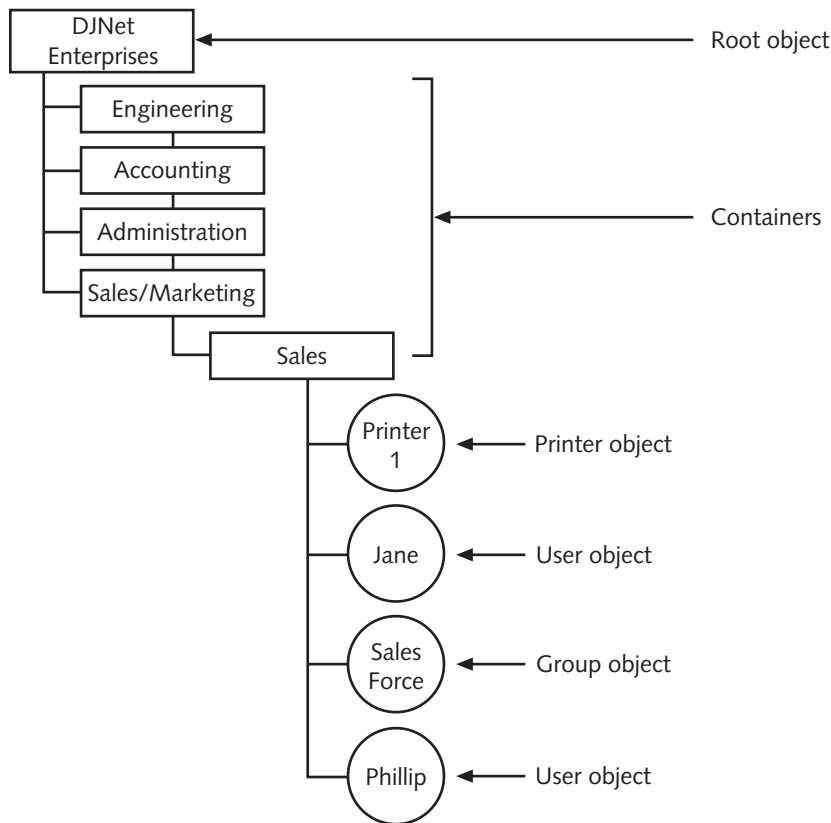 DJNet
Enterprises
Root object
Engineering
Accounting
Administration
Containers
Sales/Marketing
Sales
Printer
1
Printer object
Jane
User object
Sales
Force
Group object
Phillip
User object